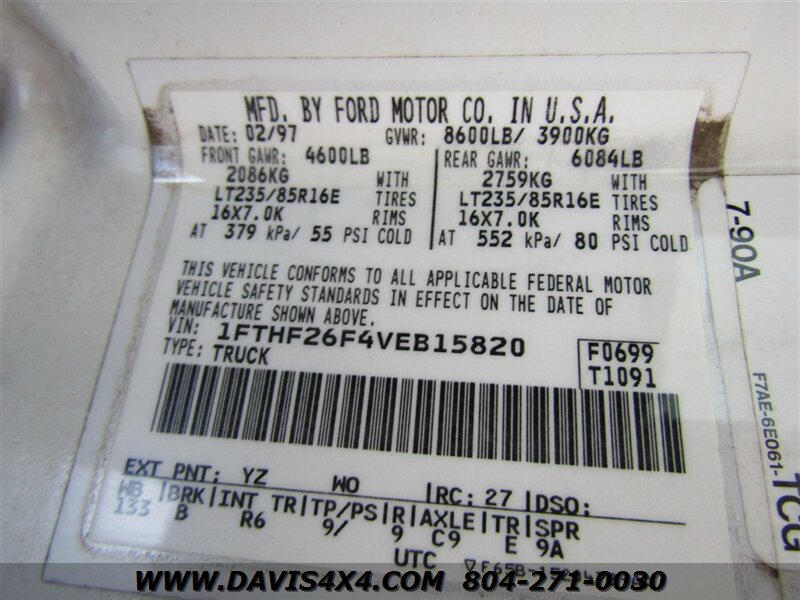 MFD. BY FORD MOTOR CO. IN U.S.A.
DATE: 02/97 GVWR: 8600LB/ 3900KG
FRONT GAWR: 4600LB REAR GAWR: 6084LB
2086KG WITH 2759KG WITH
LT235/85R16E TIRES LT235/85R16E TIRES
16X7.0K RIMS 16X7.0K RIMS
AT 379 kPa/ 55 PSI COLD AT 552 kPa/ 80 PSI COLD
THIS VEHICLE CONFORMS TO ALL APPLICABLE FEDERAL MOTOR
VEHICLE SAFETY STANDARDS IN EFFECT ON THE DATE OF
MANUFACTURE SHOWN ABOVE.
VIN: 1FTHF26F4VEB15820
TYPE: TRUCK
F0699
T1091
EXT PNT: YZ WO RC: 27 DSO:
WB BRK INT TR TP/PS R AXLE TR SPR
133 B R6 9/ 9 C9 E 9A
UTC
7-90A
F7AE-6E061-
TCG
WWW.DAVIS4X4.COM 804-271-0030